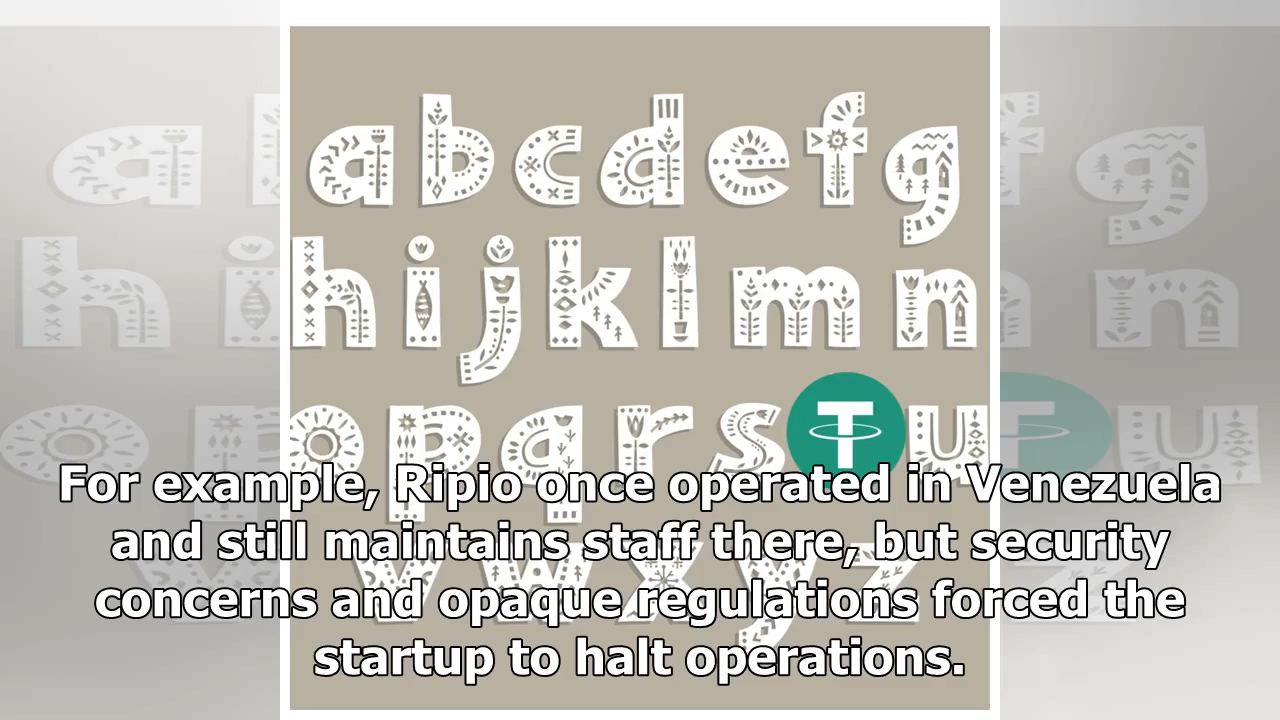 a b c d e f g
h i j k l m n
o p q r s T u
v w x y z
For example, Ripio once operated in Venezuela
and still maintains staff there, but security
concerns and opaque regulations forced the
startup to halt operations.